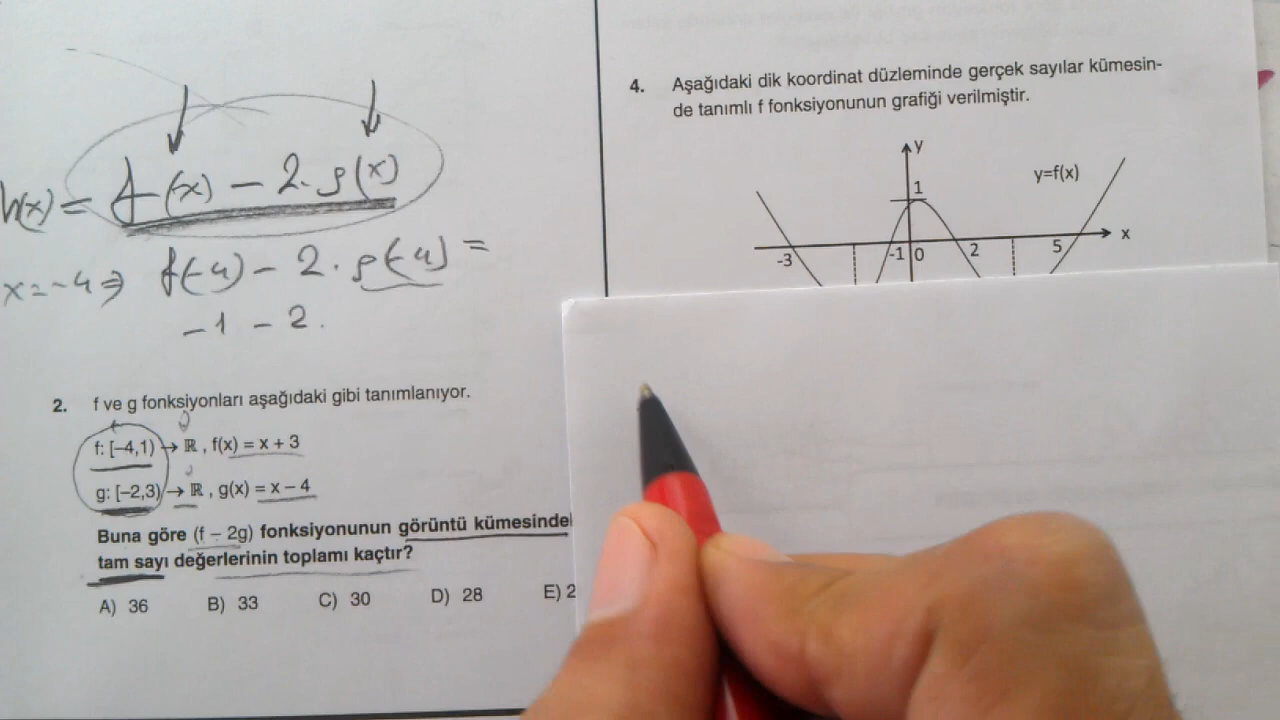 h(x) = f(x) - 2.g(x)
x = -4 ⇒ f(-4) - 2.g(-4) =
-1 - 2.
2. f ve g fonksiyonları aşağıdaki gibi tanımlanıyor.
f: [-4,1) → ℝ , f(x) = x + 3
g: [-2,3) → ℝ , g(x) = x - 4
Buna göre (f - 2g) fonksiyonunun görüntü kümesinde
tam sayı değerlerinin toplamı kaçtır?
A) 36 B) 33 C) 30 D) 28 E) 2
4. Aşağıdaki dik koordinat düzleminde gerçek sayılar kümesin-
de tanımlı f fonksiyonunun grafiği verilmiştir.
y
1
y=f(x)
x
-3 -1 0 2 5